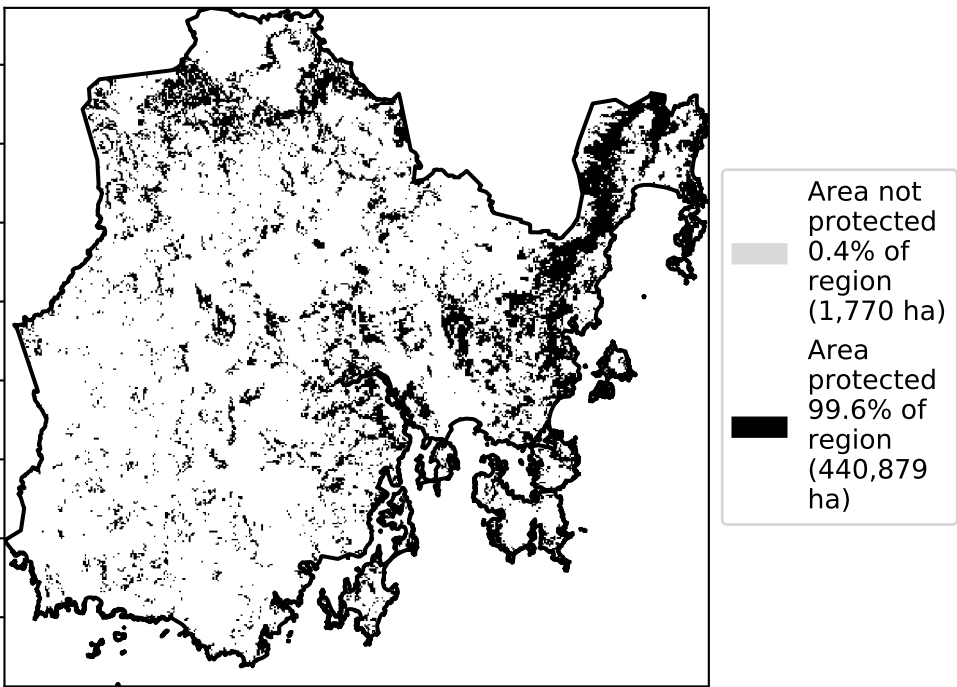 Area not
protected
0.4% of
region
(1,770 ha)
Area
protected
99.6% of
region
(440,879
ha)